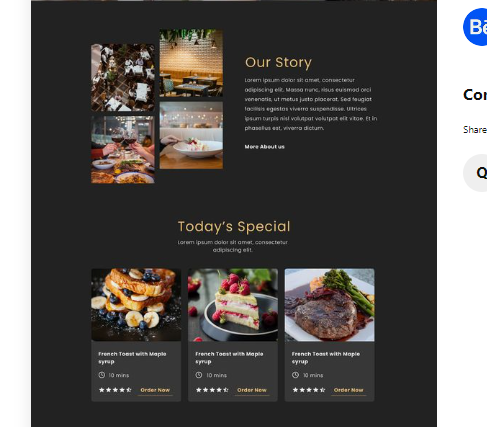 Our Story
Lorem ipsum dolor sit amet, consectetur
adipiscing elit. Massa nunc, risus euismod orci
venenatis, ut metus justo placerat. Sed feugiat
facilisis egestas viverra suspendisse. Ultrices
ipsum turpis nisl volutpat volutpat elit vitae. Et in
phasellus est, viverra dictum.
More About us
Today's Special
Lorem ipsum dolor sit amet, consectetur
adipiscing elit.
French Toast with Maple
syrup
10 mins
Order Now
French Toast with Maple
syrup
10 mins
Order Now
French Toast with Maple
syrup
10 mins
Order Now
Bē
Share
Q